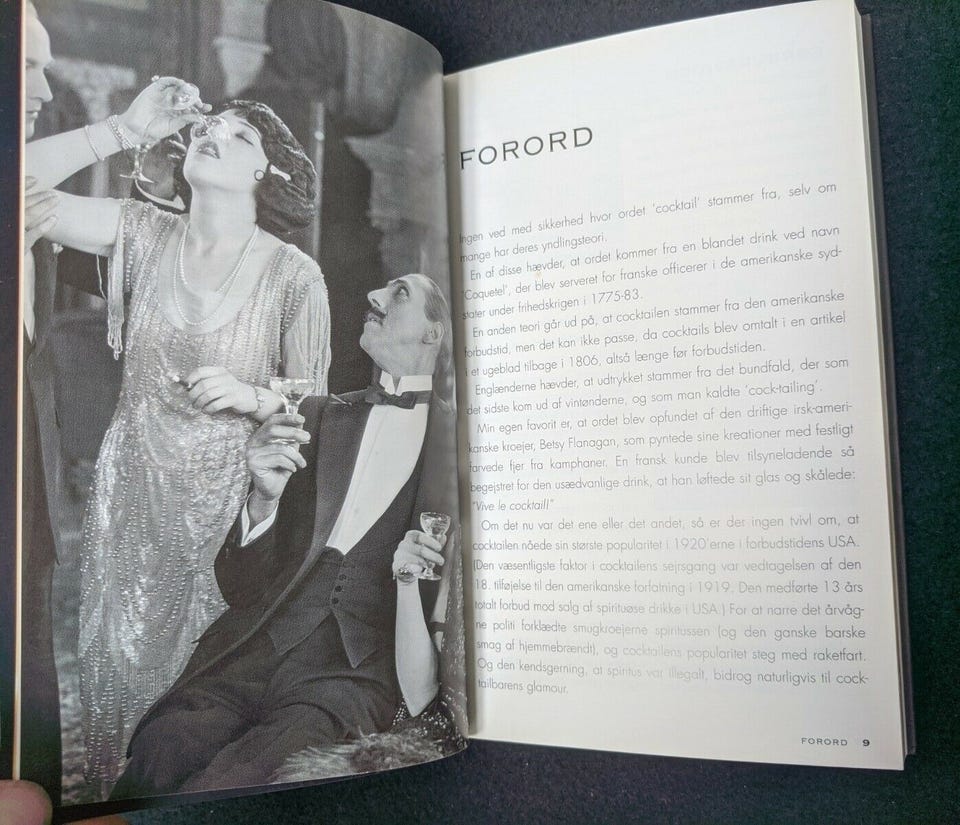 FORORD
Ingen ved med sikkerhed hvor ordet 'cocktail' stammer fra, selv om
mange har deres yndlingsteori.
En af disse hævder, at ordet kommer fra en blandet drink ved navn
'Coquetel', der blev serveret for franske officerer i de amerikanske syd-
stater under frihedskrigen i 1775-83.
En anden teori går ud på, at cocktailen stammer fra den amerikanske
forbudstid, men det kan ikke passe, da cocktails blev omtalt i en artikel
i et ugeblad tilbage i 1806, altså længe før forbudstiden.
Englænderne hævder, at udtrykket stammer fra det bundfald, der som
det sidste kom ud af vintønderne, og som man kaldte 'cock-tailing'.
Min egen favorit er, at ordet blev opfundet af den driftige irsk-ameri-
kanske kroejer, Betsy Flanagan, som pyntede sine kreationer med festligt
farvede fjer fra kamphaner. En fransk kunde blev tilsyneladende så
begejstret for den usædvanlige drink, at han løftede sit glas og skålede:
"Vive le cocktail!"
Om det nu var det ene eller det andet, så er der ingen tvivl om, at
cocktailen nåede sin største popularitet i 1920'erne i forbudstidens USA.
(Den væsentligste faktor i cocktailens sejrsgang var vedtagelsen af den
18. tilføjelse til den amerikanske forfatning i 1919. Den medførte 13 års
totalt forbud mod salg af spirituøse drikke i USA.) For at narre det årvåg-
ne politi forklædte smugkroejerne spiritussen (og den ganske barske
smag af hjemmebrændt), og cocktailens popularitet steg med raketfart.
Og den kendsgerning, at spiritus var illegalt, bidrog naturligvis til cock-
tailbarens glamour.
FORORD 9